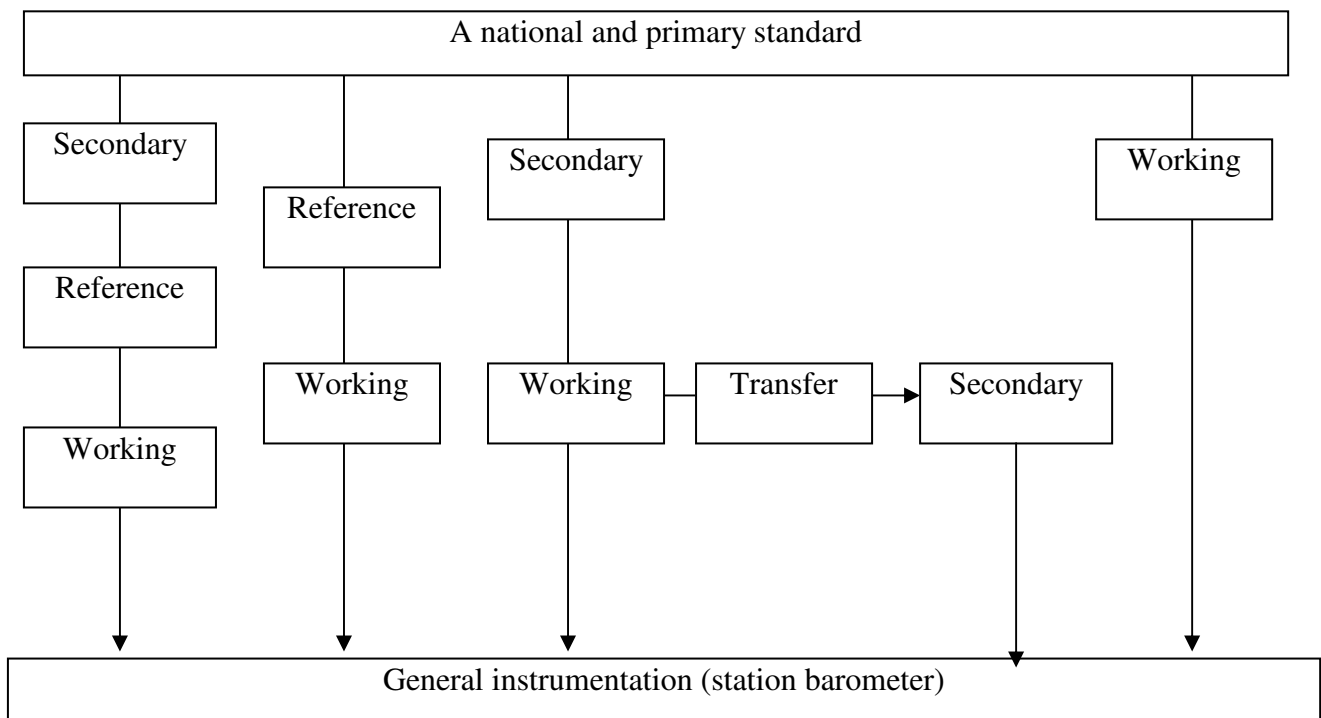 A national and primary standard
Secondary
Reference
Working
Reference
Working
Secondary
Working
Transfer
Secondary
Working
General instrumentation (station barometer)